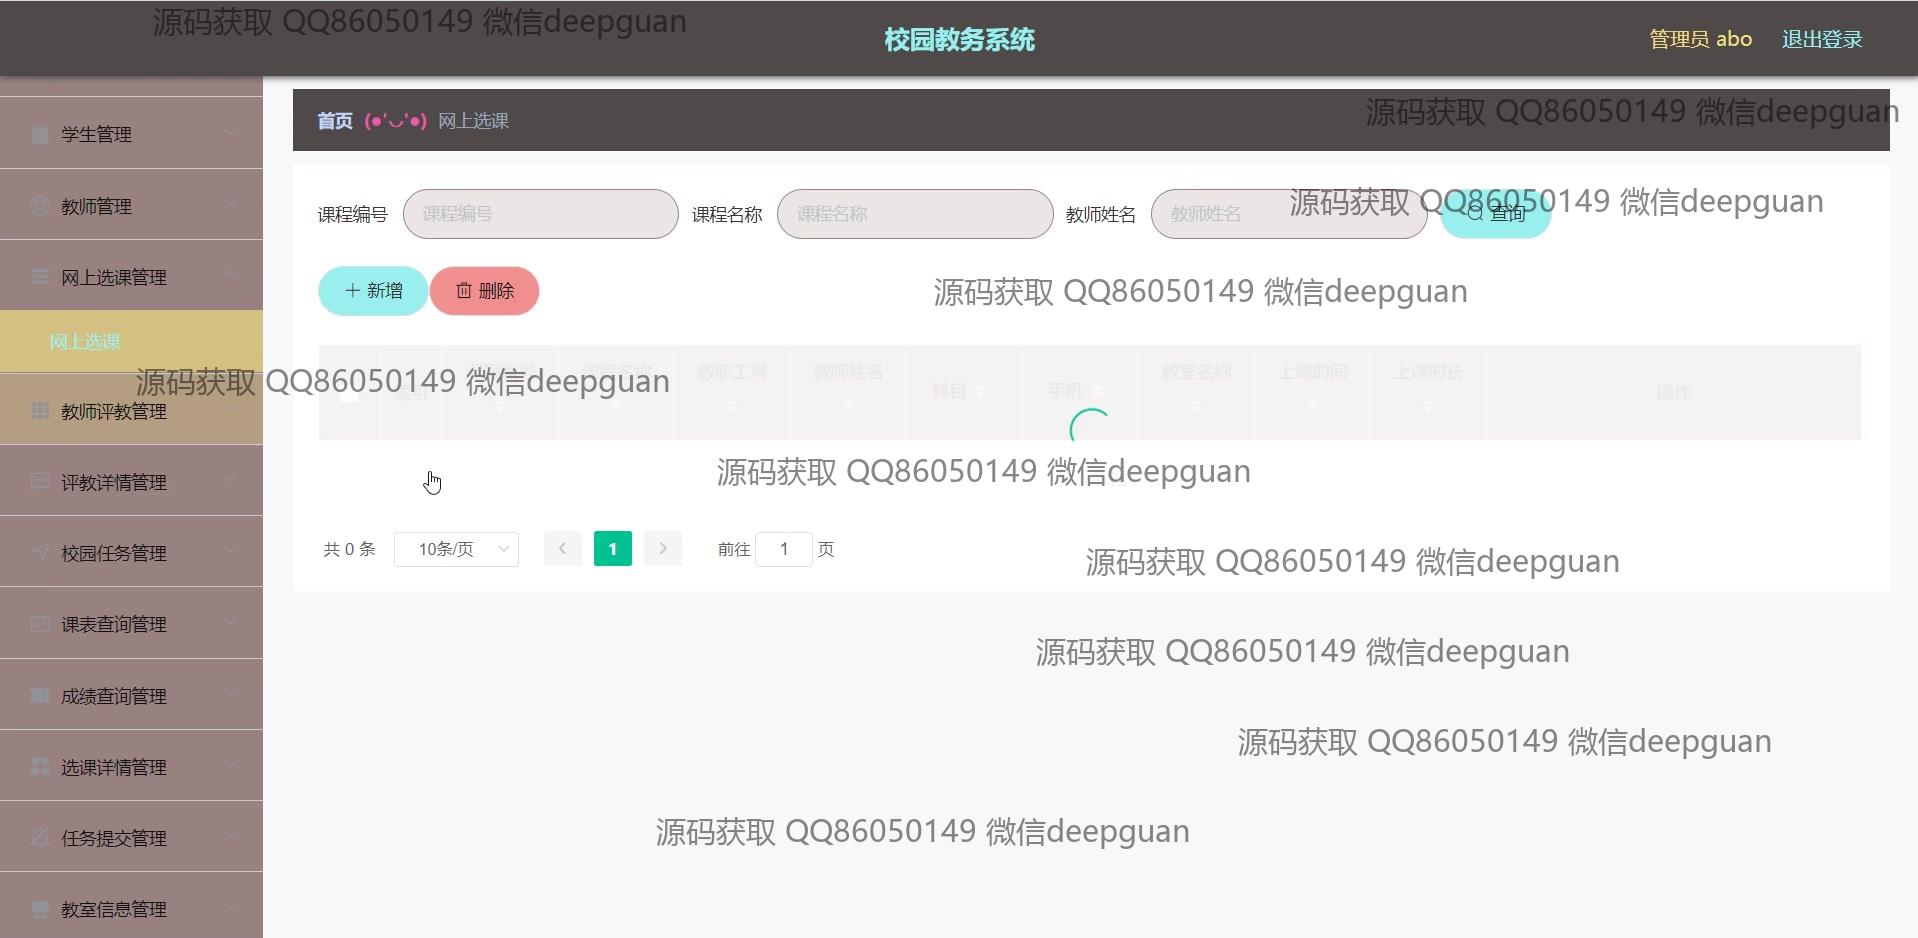 源码获取 QQ86050149 微信deepguan
校园教务系统
管理员 abo
退出登录
首页 (●'◡'●) 网上选课
源码获取 QQ86050149 微信deepguan
学生管理
教师管理
网上选课管理
网上选课
教师评教管理
评教详情管理
校园任务管理
课表查询管理
成绩查询管理
选课详情管理
任务提交管理
教室信息管理
课程编号 课程编号 课程名称 课程名称 教师姓名 教师姓名 查询
源码获取 QQ86050149 微信deepguan
新增 删除
源码获取 QQ86050149 微信deepguan
索引 课程编号 课程名称 教职工号 教师姓名 科目 手机 教室名称 上课时间 上课时长 操作
源码获取 QQ86050149 微信deepguan
源码获取 QQ86050149 微信deepguan
共 0 条 10条/页 1 前往 1 页
源码获取 QQ86050149 微信deepguan
源码获取 QQ86050149 微信deepguan
源码获取 QQ86050149 微信deepguan
源码获取 QQ86050149 微信deepguan